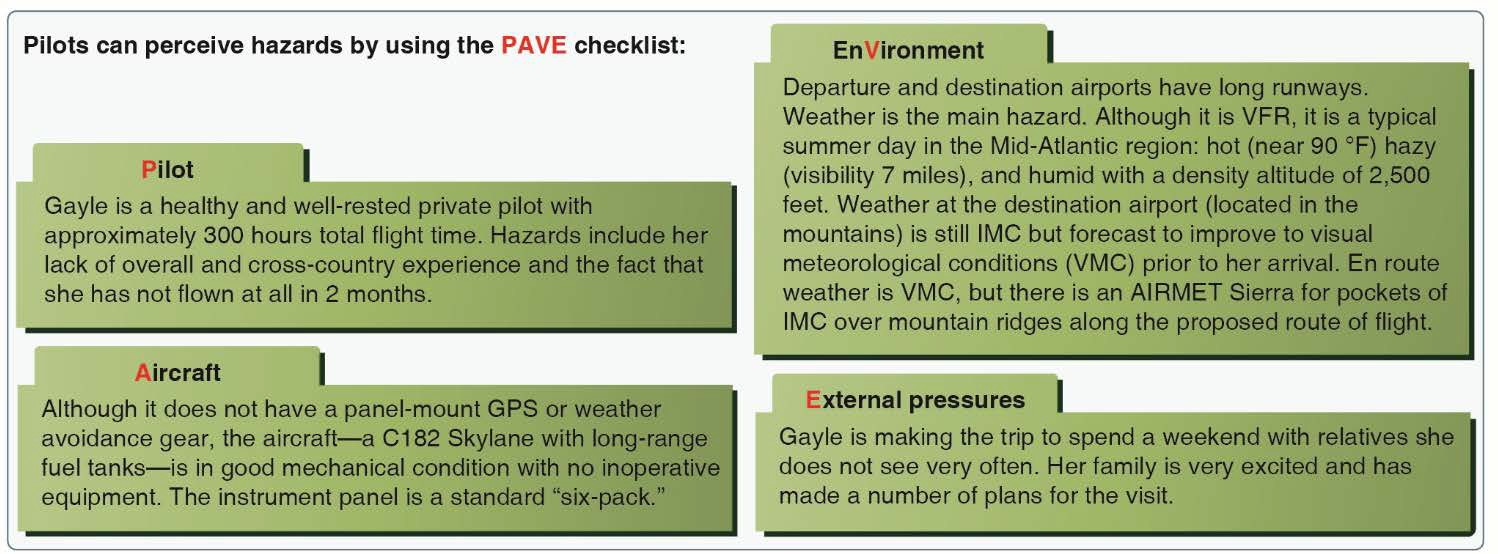 Pilots can perceive hazards by using the PAVE checklist:
Pilot
Gayle is a healthy and well-rested private pilot with
approximately 300 hours total flight time. Hazards include her
lack of overall and cross-country experience and the fact that
she has not flown at all in 2 months.
Aircraft
Although it does not have a panel-mount GPS or weather
avoidance gear, the aircraft—a C182 Skylane with long-range
fuel tanks—is in good mechanical condition with no inoperative
equipment. The instrument panel is a standard “six-pack.”
EnVironment
Departure and destination airports have long runways.
Weather is the main hazard. Although it is VFR, it is a typical
summer day in the Mid-Atlantic region: hot (near 90 °F) hazy
(visibility 7 miles), and humid with a density altitude of 2,500
feet. Weather at the destination airport (located in the
mountains) is still IMC but forecast to improve to visual
meteorological conditions (VMC) prior to her arrival. En route
weather is VMC, but there is an AIRMET Sierra for pockets of
IMC over mountain ridges along the proposed route of flight.
External pressures
Gayle is making the trip to spend a weekend with relatives she
does not see very often. Her family is very excited and has
made a number of plans for the visit.